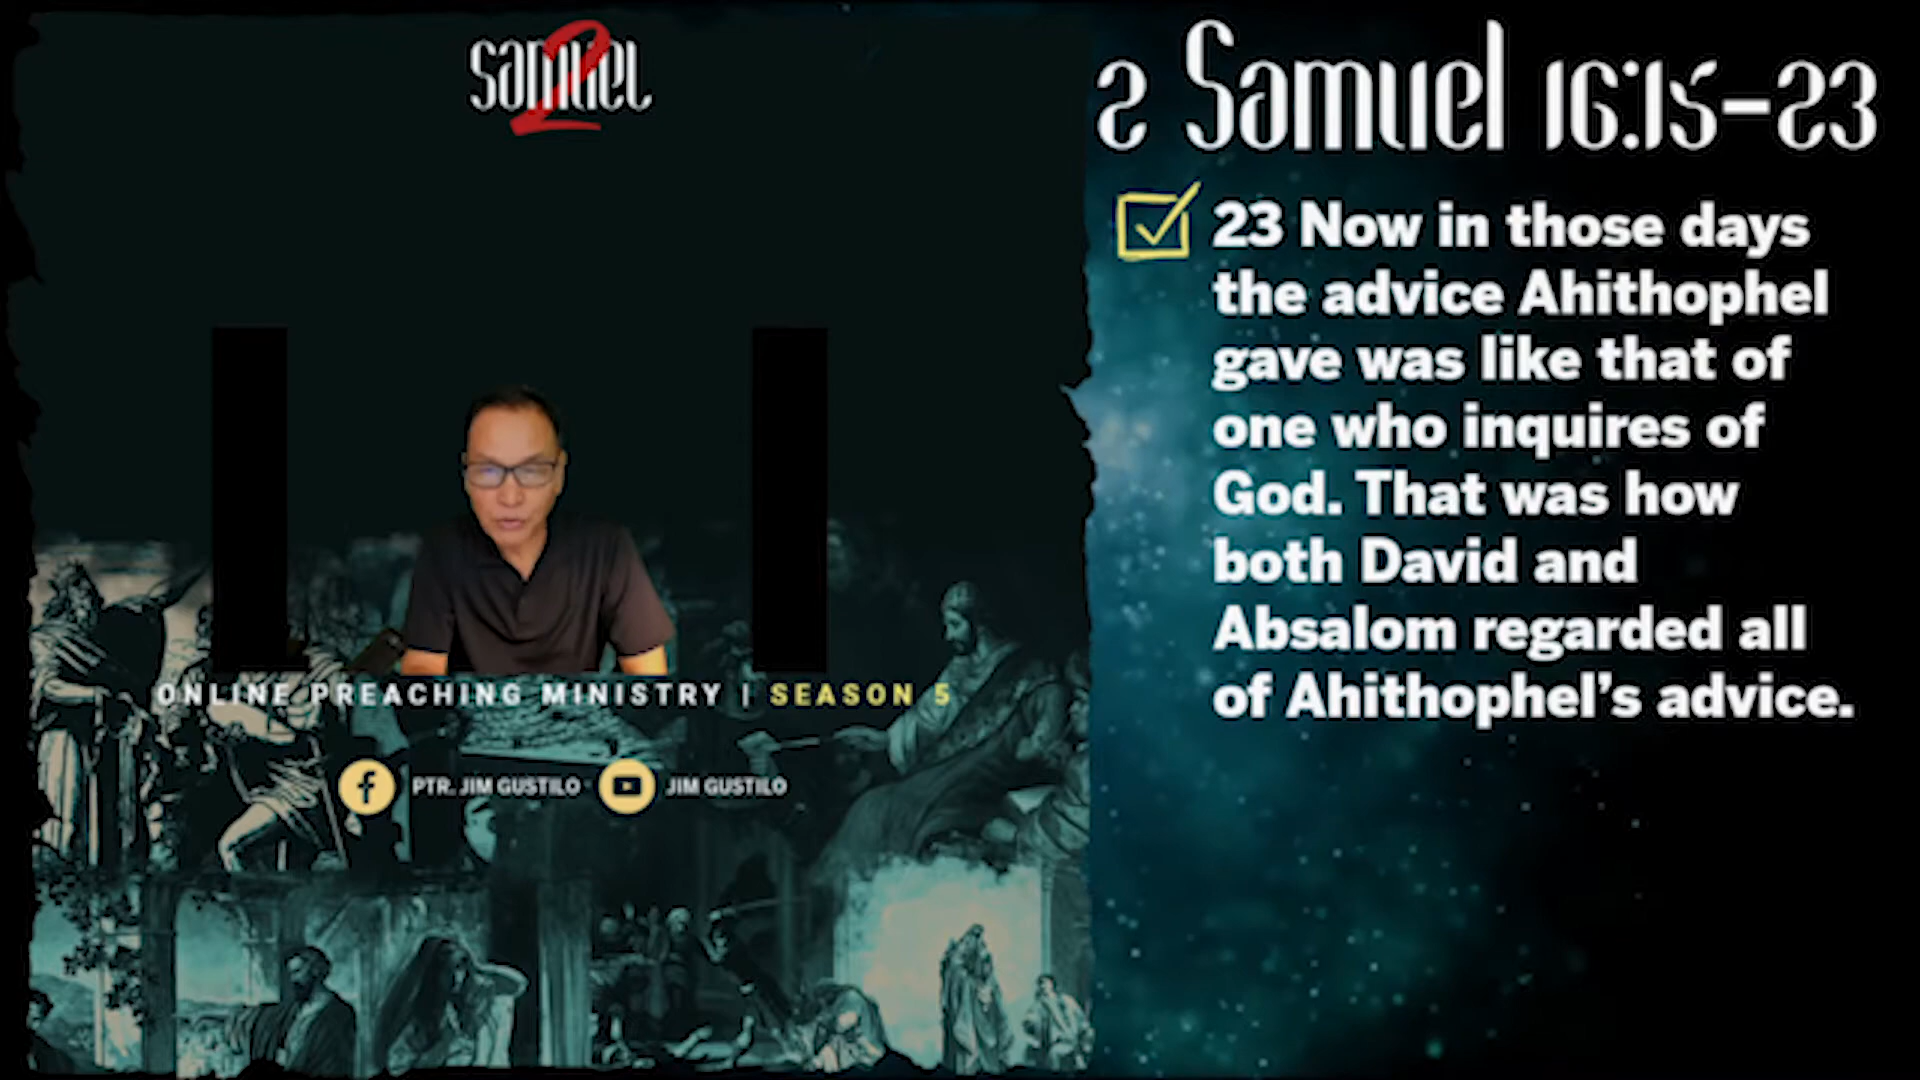 Samuel
2
ONLINE PREACHING MINISTRY | SEASON 5
PTR. JIM GUSTILO
JIM GUSTILO
2 Samuel 16:15-23
23 Now in those days
the advice Ahithophel
gave was like that of
one who inquires of
God. That was how
both David and
Absalom regarded all
of Ahithophel’s advice.